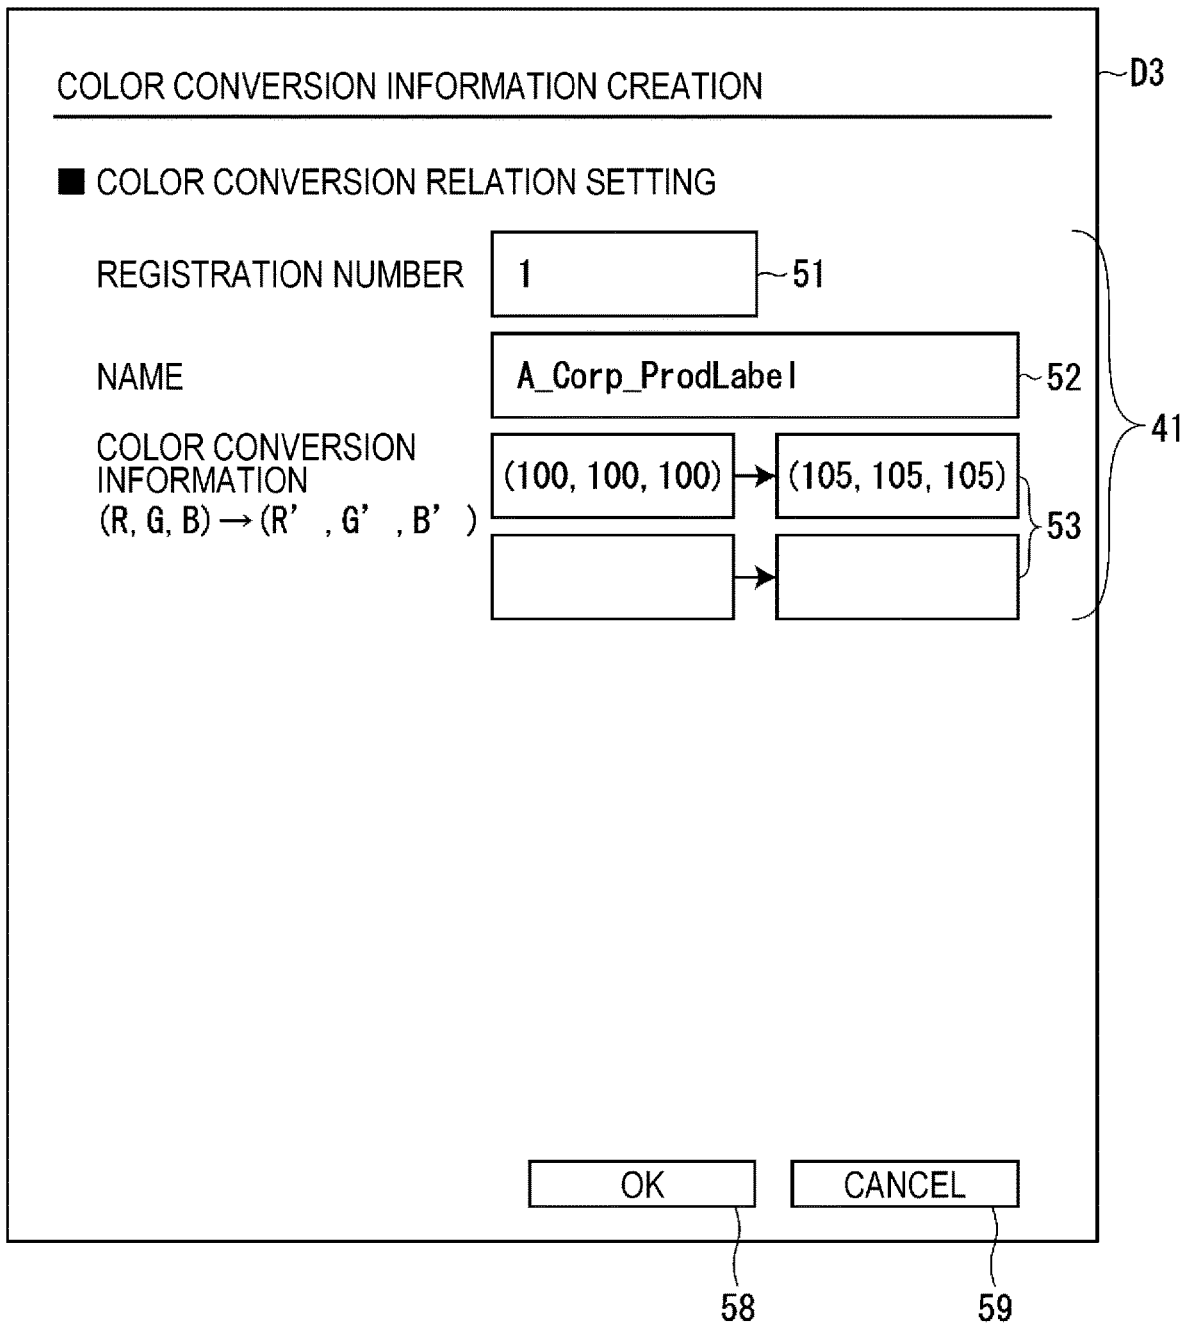 COLOR CONVERSION INFORMATION CREATION
D3
■ COLOR CONVERSION RELATION SETTING
REGISTRATION NUMBER
1
51
NAME
A_Corp_ProdLabel
52
41
COLOR CONVERSION
INFORMATION
(R, G, B) → (R' , G' , B' )
(100, 100, 100) → (105, 105, 105)
53
OK
CANCEL
58
59